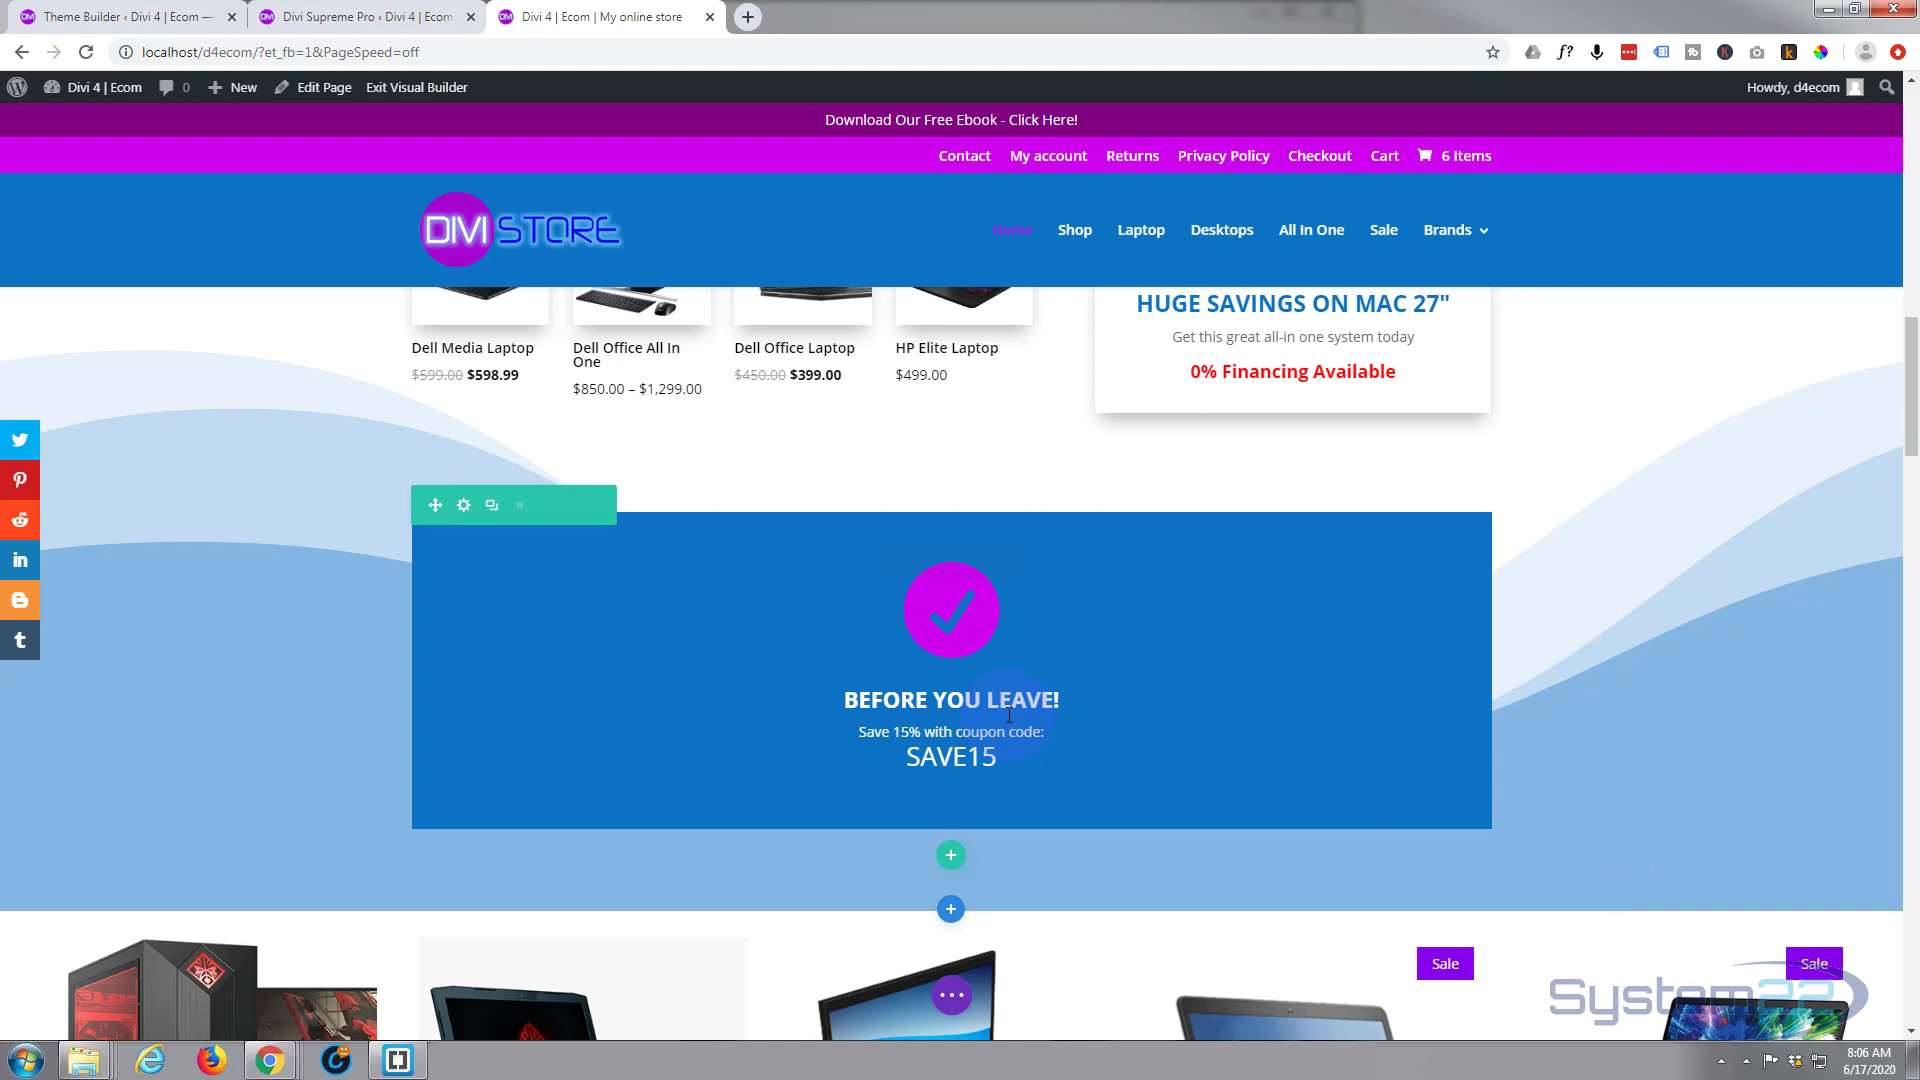 Theme Builder ‹ Divi 4 | Ecom —
Divi Supreme Pro ‹ Divi 4 | Ecom
Divi 4 | Ecom | My online store
localhost/d4ecom/?et_fb=1&PageSpeed=off
Divi 4 | Ecom
0
New
Edit Page
Exit Visual Builder
Howdy, d4ecom
Download Our Free Ebook - Click Here!
Contact
My account
Returns
Privacy Policy
Checkout
Cart
6 Items
DIVI STORE
Home
Shop
Laptop
Desktops
All In One
Sale
Brands
HUGE SAVINGS ON MAC 27"
Get this great all-in one system today
0% Financing Available
Dell Media Laptop
$599.00 $598.99
Dell Office All In
One
$850.00 – $1,299.00
Dell Office Laptop
$450.00 $399.00
HP Elite Laptop
$499.00
BEFORE YOU LEAVE!
Save 15% with coupon code:
SAVE15
Sale
Sale
System22
8:06 AM
6/17/2020